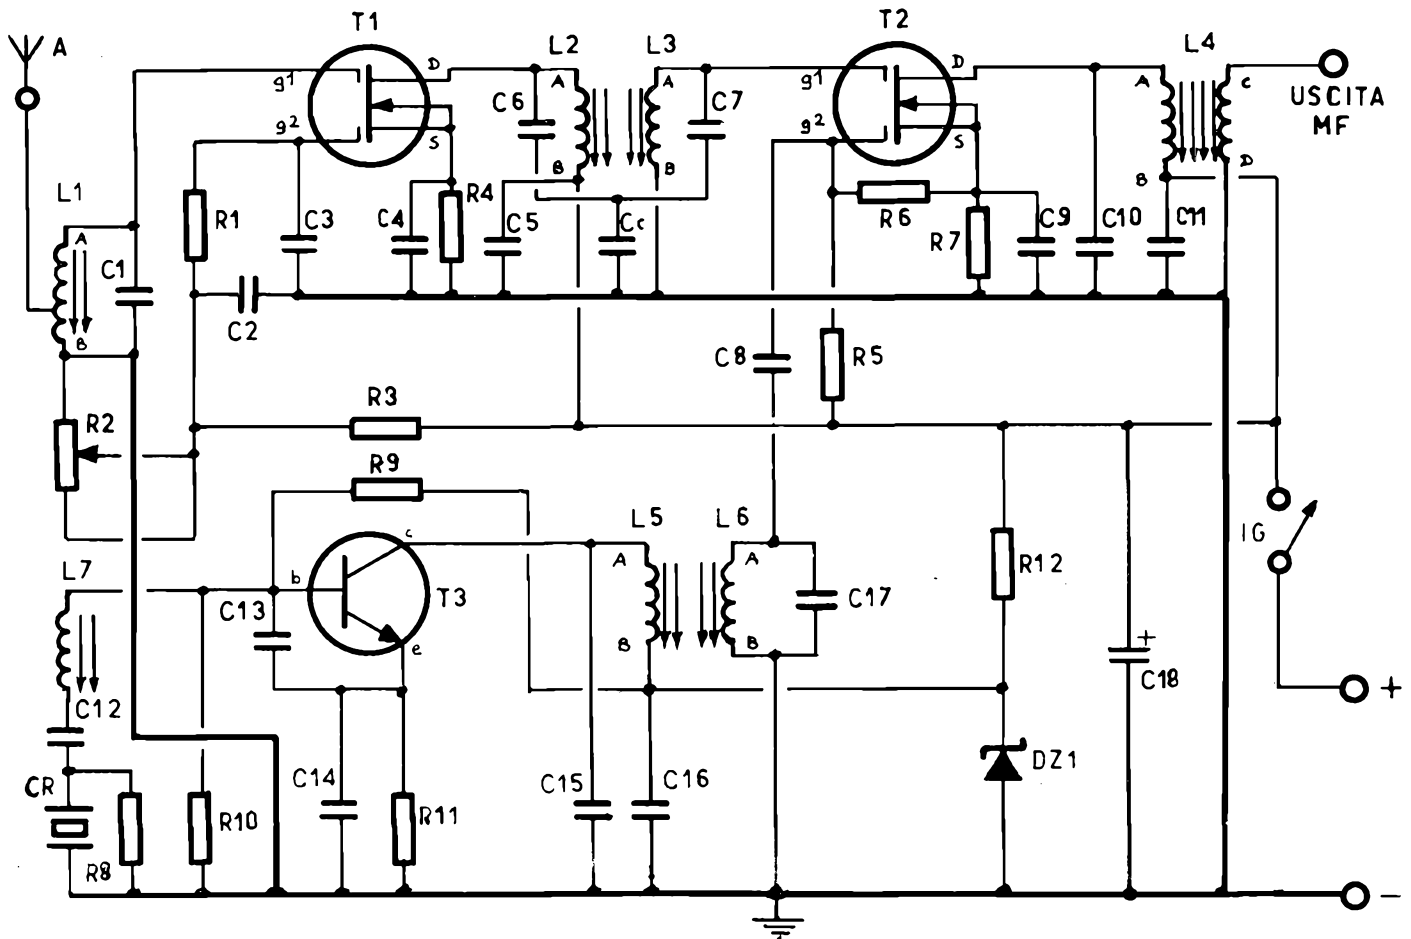 T1
T2
A
L2
L3
L4
g1
D
A
A
g1
D
A
C
C6
C7
USCITA
MF
g2
S
B
B
g2
S
B
D
L1
R1
C3
C4
R4
C5
Cc
R6
R7
C9
C10
C11
A
C1
B
C2
C8
R5
R3
R2
R9
IG
L5
L6
c
A
A
R12
L7
b
T3
C17
C13
B
B
e
+
C18
+
C12
DZ1
CR
C14
C15
C16
R8
R10
R11
-